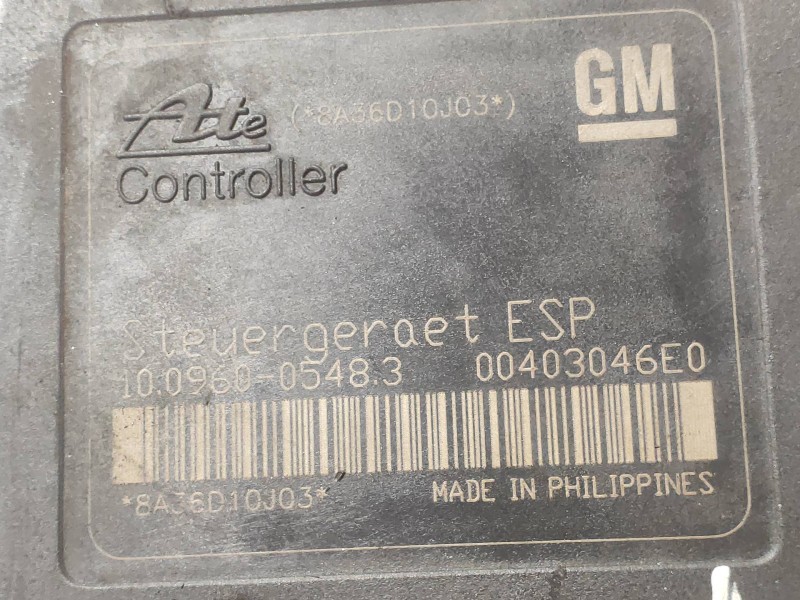 Ate (*8A36D10J03*) GM
Controller
Steuergeraet ESP
10.0960-0548.3 00403046E0
*8A36D10J03* MADE IN PHILIPPINES